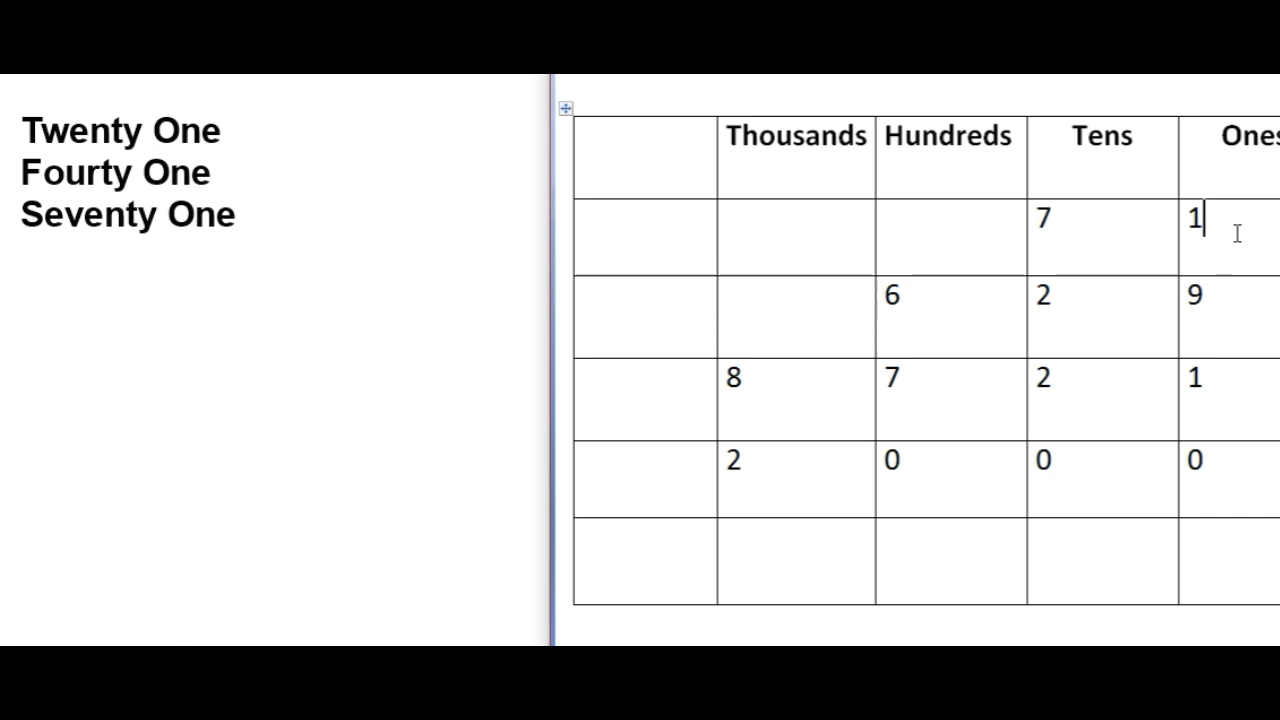 Twenty One
Fourty One
Seventy One
Thousands Hundreds Tens Ones
7 1
6 2 9
8 7 2 1
2 0 0 0